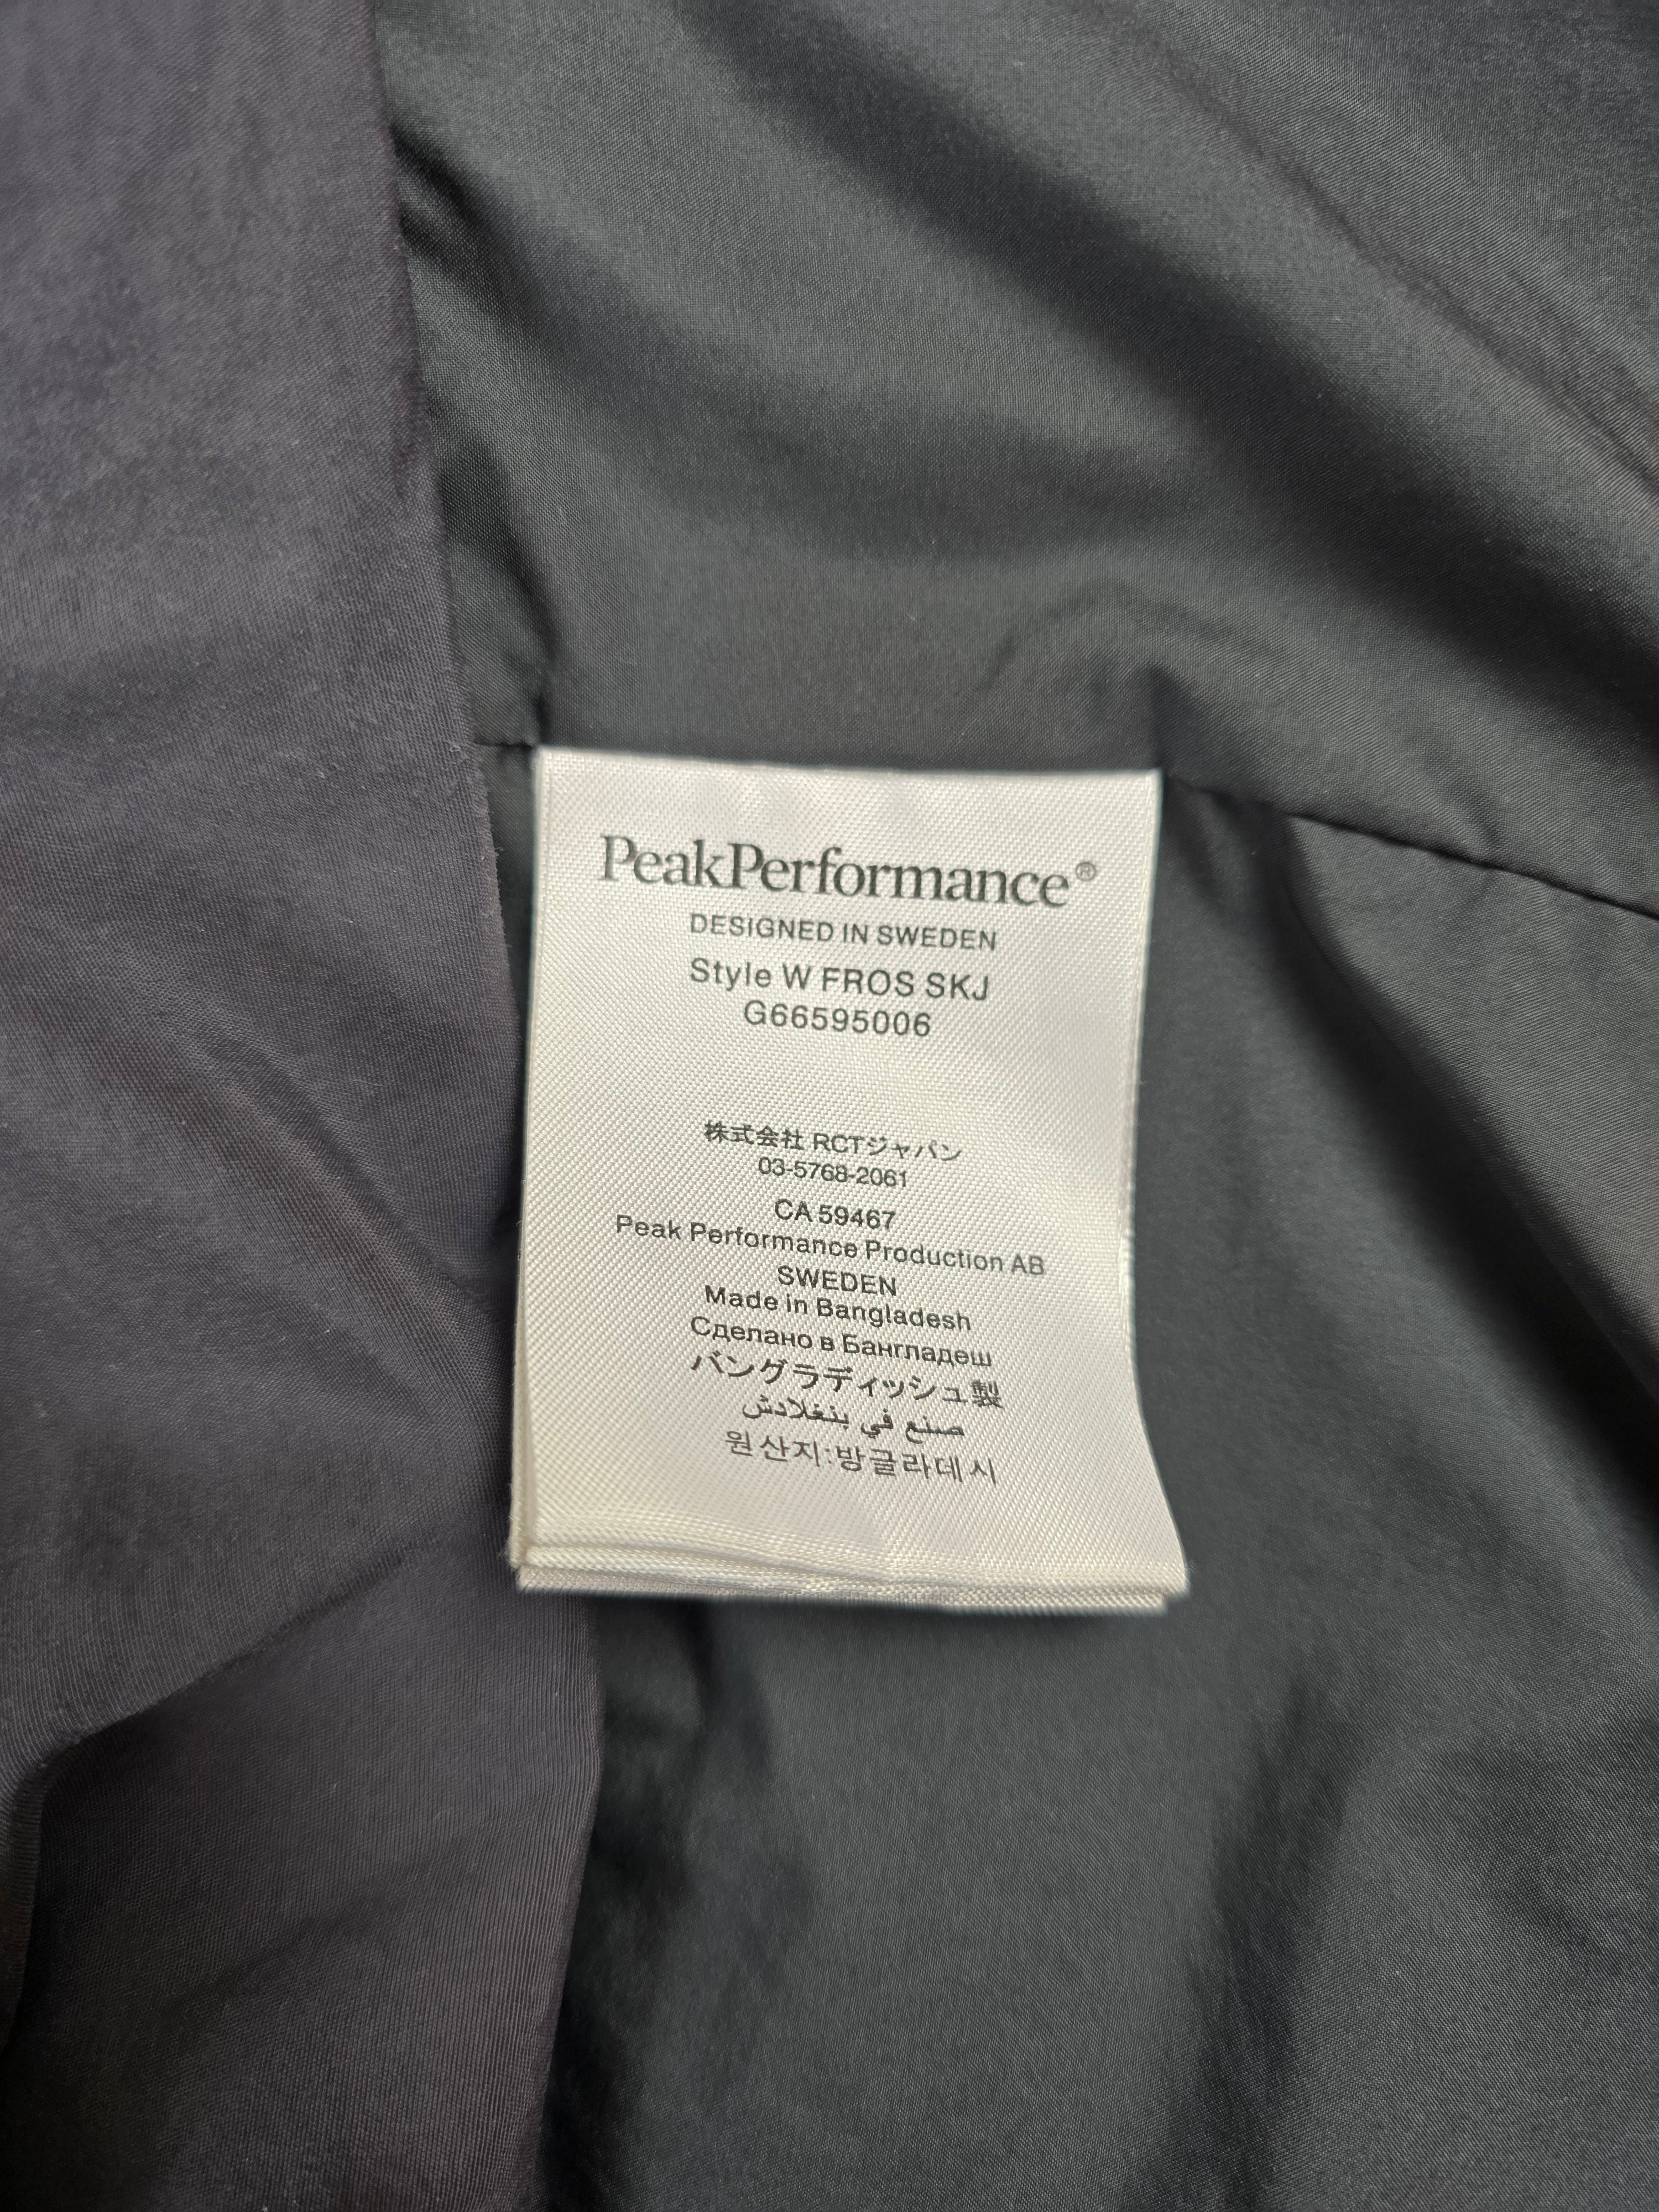 PeakPerformance®
DESIGNED IN SWEDEN
Style W FROS SKJ
G66595006
株式会社 RCTジャパン
03-5768-2061
CA 59467
Peak Performance Production AB
SWEDEN
Made in Bangladesh
Сделано в Бангладеш
バングラディッシュ製
صنع في بنغلادش
원산지:방글라데시